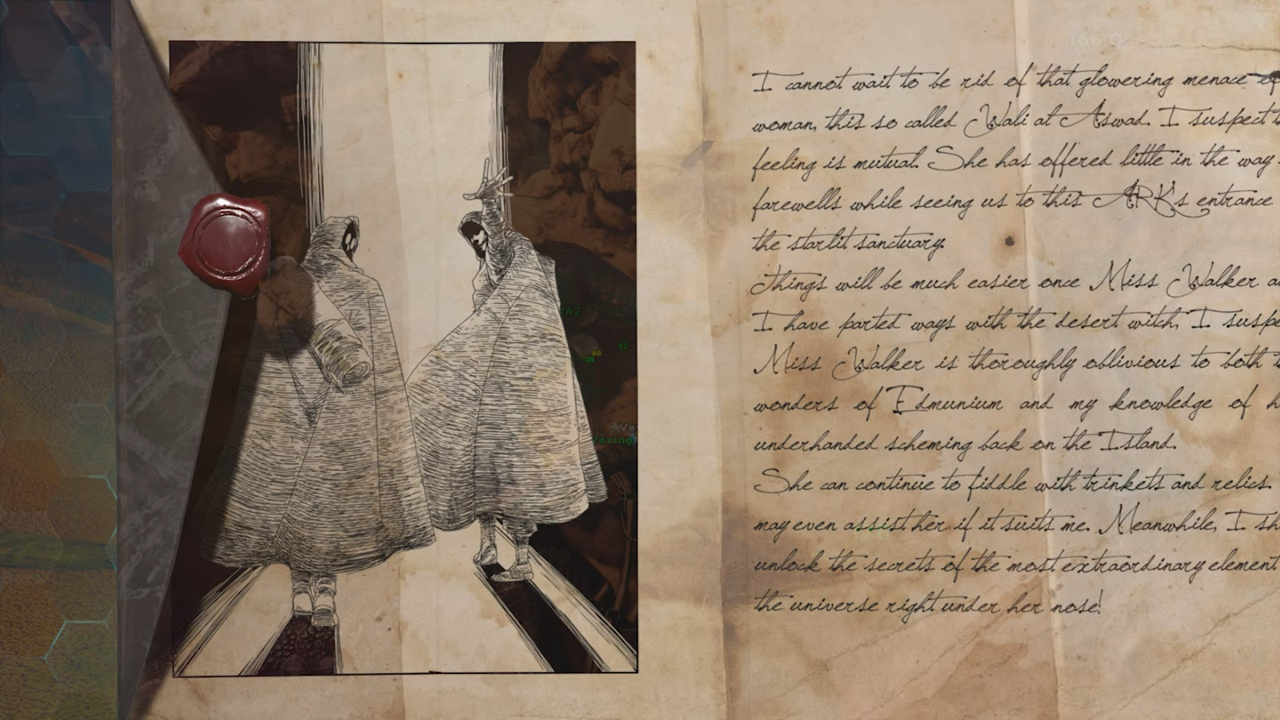 I cannot wait to be rid of that glowering menace of
woman, this so called Wali at Aswad. I suspect
feeling is mutual. She has offered little in the way
farewells while seeing us to this ARK's entrance
the starlit sanctuary.
Things will be much easier once Miss Walker
I have parted ways with the desert witch. I
Miss Walker is thoroughly oblivious to both
wonders of Edmunium and my knowledge of
underhanded scheming back on the Island.
She can continue to fiddle with trinkets and relics.
may even assist her if it suits me. Meanwhile, I
unlock the secrets of the most extraordinary element
the universe right under her nose!